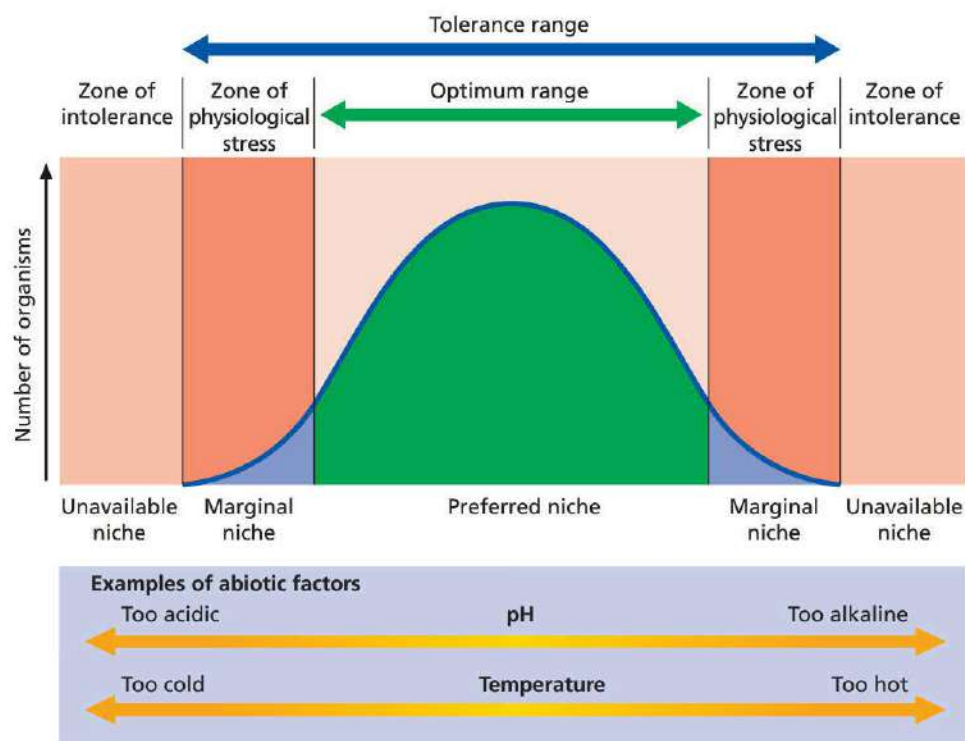 Tolerance range
Zone of
intolerance
Zone of
physiological
stress
Optimum range
Zone of
physiological
stress
Zone of
intolerance
Number of organisms
Unavailable
niche
Marginal
niche
Preferred niche
Marginal
niche
Unavailable
niche
Examples of abiotic factors
Too acidic pH Too alkaline
Too cold Temperature Too hot